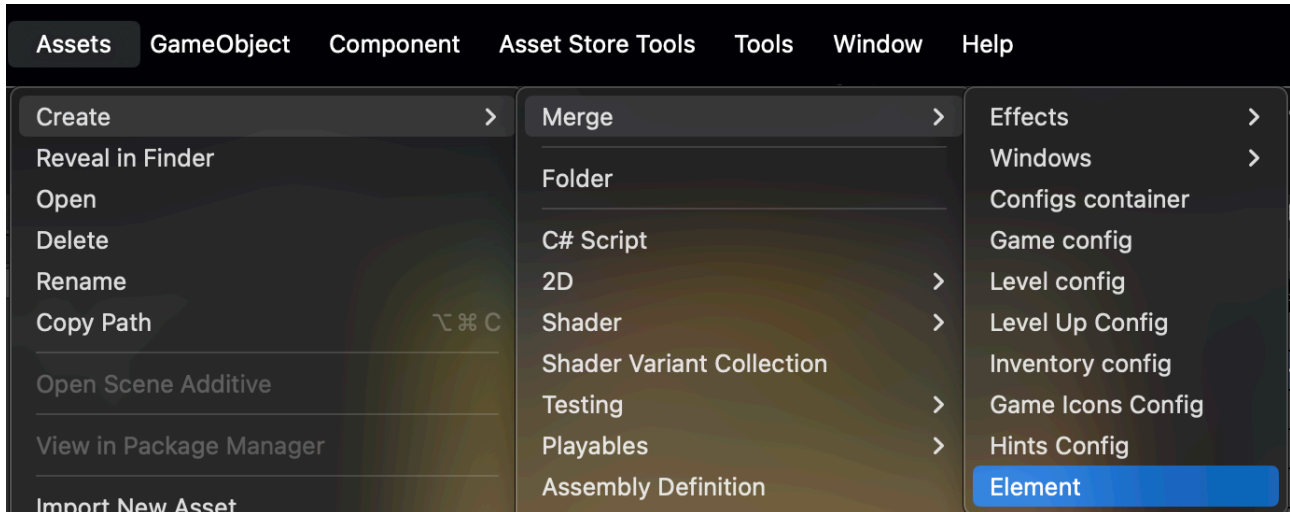 Assets GameObject Component Asset Store Tools Tools Window Help
Create
Reveal in Finder
Open
Delete
Rename
Copy Path ⌥⌘C
Open Scene Additive
View in Package Manager
Import New Asset
Merge
Folder
C# Script
2D
Shader
Shader Variant Collection
Testing
Playables
Assembly Definition
Effects
Windows
Configs container
Game config
Level config
Level Up Config
Inventory config
Game Icons Config
Hints Config
Element